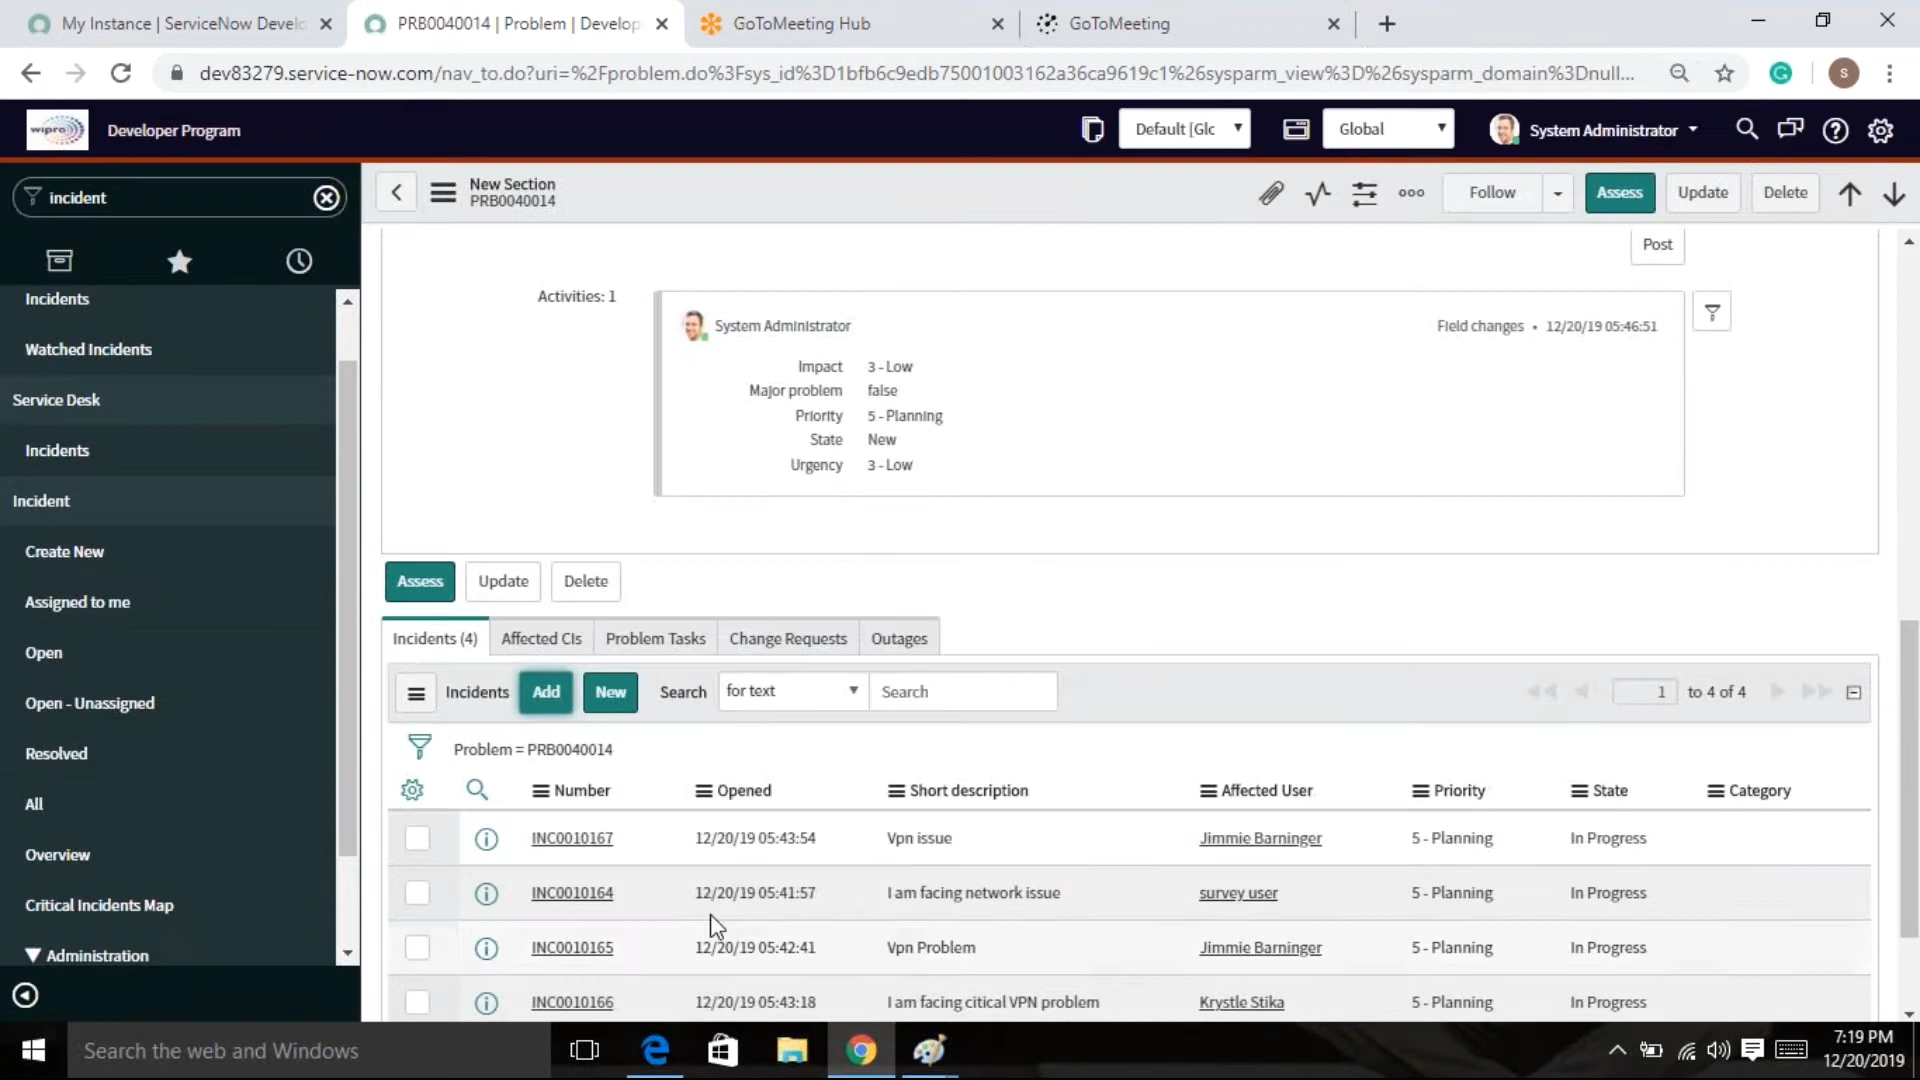 My Instance | ServiceNow Develo
PRB0040014 | Problem | Develop
GoToMeeting Hub
GoToMeeting
dev83279.service-now.com/nav_to.do?uri=%2Fproblem.do%3Fsys_id%3D1bfb6c9edb75001003162a36ca9619c1%26sysparm_view%3D%26sysparm_domain%3Dnull...
S
wipro
Developer Program
Default [Glc
Global
System Administrator
incident
New Section
PRB0040014
Follow
Assess
Update
Delete
Incidents
Watched Incidents
Service Desk
Incidents
Incident
Create New
Assigned to me
Open
Open - Unassigned
Resolved
All
Overview
Critical Incidents Map
Administration
Post
Activities: 1
System Administrator
Field changes • 12/20/19 05:46:51
Impact 3 - Low
Major problem false
Priority 5 - Planning
State New
Urgency 3 - Low
Assess Update Delete
Incidents (4) Affected CIs Problem Tasks Change Requests Outages
Incidents Add New Search for text Search 1 to 4 of 4
Problem = PRB0040014
Number Opened Short description Affected User Priority State Category
INC0010167 12/20/19 05:43:54 Vpn issue Jimmie Barninger 5 - Planning In Progress
INC0010164 12/20/19 05:41:57 I am facing network issue survey user 5 - Planning In Progress
INC0010165 12/20/19 05:42:41 Vpn Problem Jimmie Barninger 5 - Planning In Progress
INC0010166 12/20/19 05:43:18 I am facing citical VPN problem Krystle Stika 5 - Planning In Progress
Search the web and Windows
7:19 PM
12/20/2019